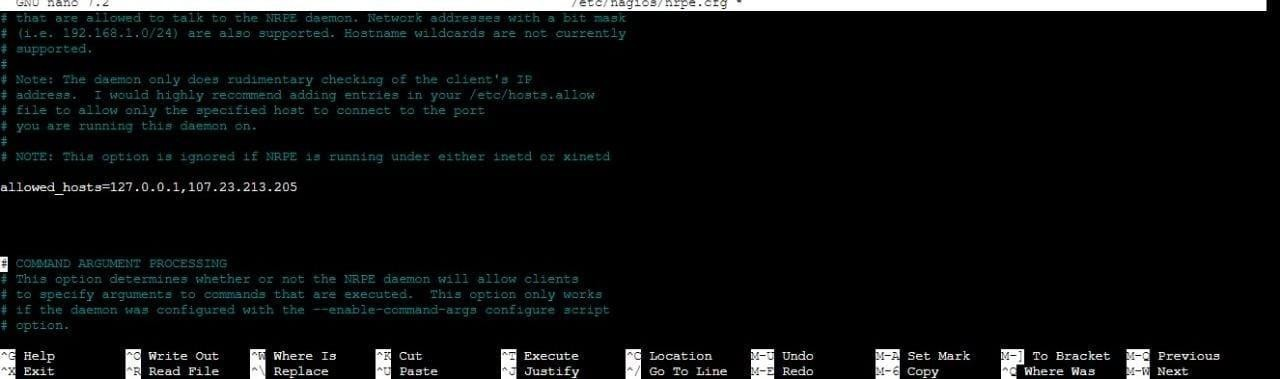 GNU nano 7.2 /etc/nagios/nrpe.cfg *
# that are allowed to talk to the NRPE daemon. Network addresses with a bit mask
# (i.e. 192.168.1.0/24) are also supported. Hostname wildcards are not currently
# supported.
#
# Note: The daemon only does rudimentary checking of the client's IP
# address.  I would highly recommend adding entries in your /etc/hosts.allow
# file to allow only the specified host to connect to the port
# you are running this daemon on.
#
# NOTE: This option is ignored if NRPE is running under either inetd or xinetd
allowed_hosts=127.0.0.1,107.23.213.205
# COMMAND ARGUMENT PROCESSING
# This option determines whether or not the NRPE daemon will allow clients
# to specify arguments to commands that are executed.  This option only works
# if the daemon was configured with the --enable-command-args configure script
# option.
^G Help ^O Write Out ^W Where Is ^K Cut ^T Execute ^C Location M-U Undo M-A Set Mark M-] To Bracket M-Q Previous
^X Exit ^R Read File ^\ Replace ^U Paste ^J Justify ^/ Go To Line M-E Redo M-6 Copy ^Q Where Was M-W Next